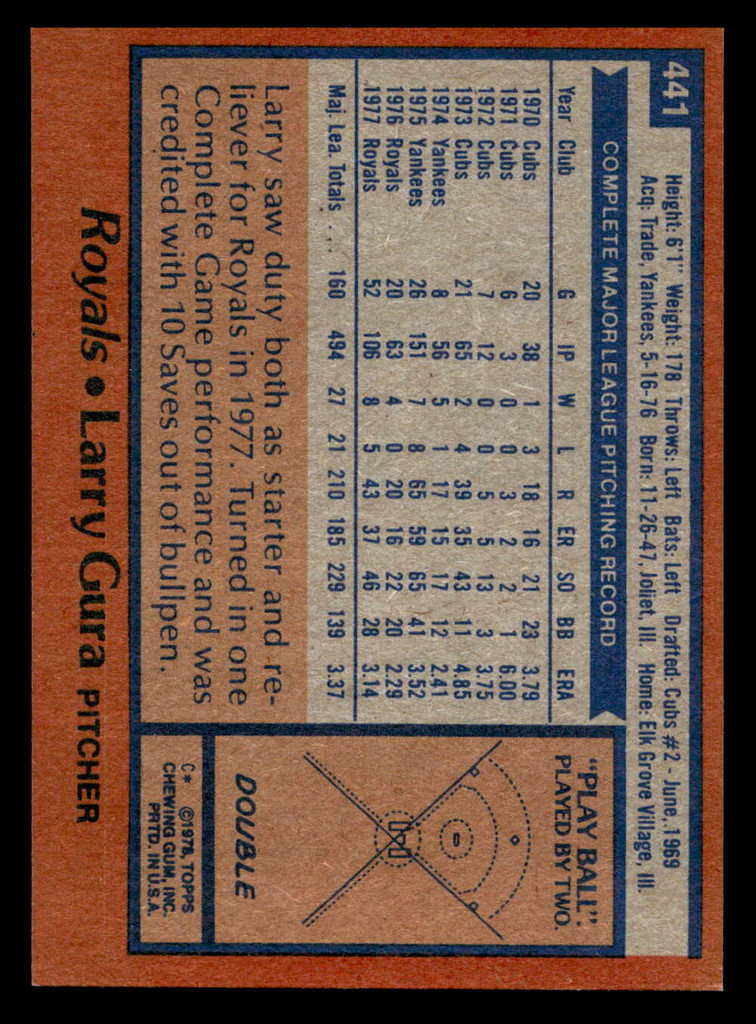 441
Height: 6'1" Weight: 178 Throws: Left Bats: Left Drafted: Cubs #2 - June, 1969
Acq: Trade, Yankees, 5-16-76 Born: 11-26-47, Joliet, Ill. Home: Elk Grove Village, Ill.
COMPLETE MAJOR LEAGUE PITCHING RECORD
Year Club G IP W L R ER SO BB ERA
1970 Cubs 20 38 1 3 18 16 21 23 3.79
1971 Cubs 6 3 0 0 3 2 2 1 6.00
1972 Cubs 7 12 0 0 5 5 13 3 3.75
1973 Cubs 21 65 2 4 39 35 43 11 4.85
1974 Yankees 8 56 5 1 17 15 17 12 2.41
1975 Yankees 26 151 7 8 65 59 65 41 3.52
1976 Royals 20 63 4 0 20 16 22 20 2.29
1977 Royals 52 106 8 5 43 37 46 28 3.14
Maj. Lea. Totals .... 160 494 27 21 210 185 229 139 3.37
Larry saw duty both as starter and re-
liever for Royals in 1977. Turned in one
Complete Game performance and was
credited with 10 Saves out of bullpen.
"PLAY BALL":
PLAYED BY TWO.
DOUBLE
C* ©1978, TOPPS
CHEWING GUM, INC.
PRTD. IN U.S.A.
Royals • Larry Gura PITCHER